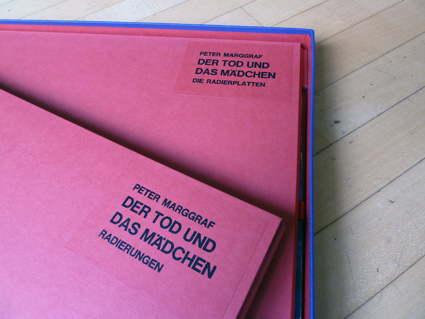 PETER MARGGRAF
DER TOD UND
DAS MÄDCHEN
DIE RADIERPLATTEN
PETER MARGGRAF
DER TOD UND
DAS MÄDCHEN
RADIERUNGEN